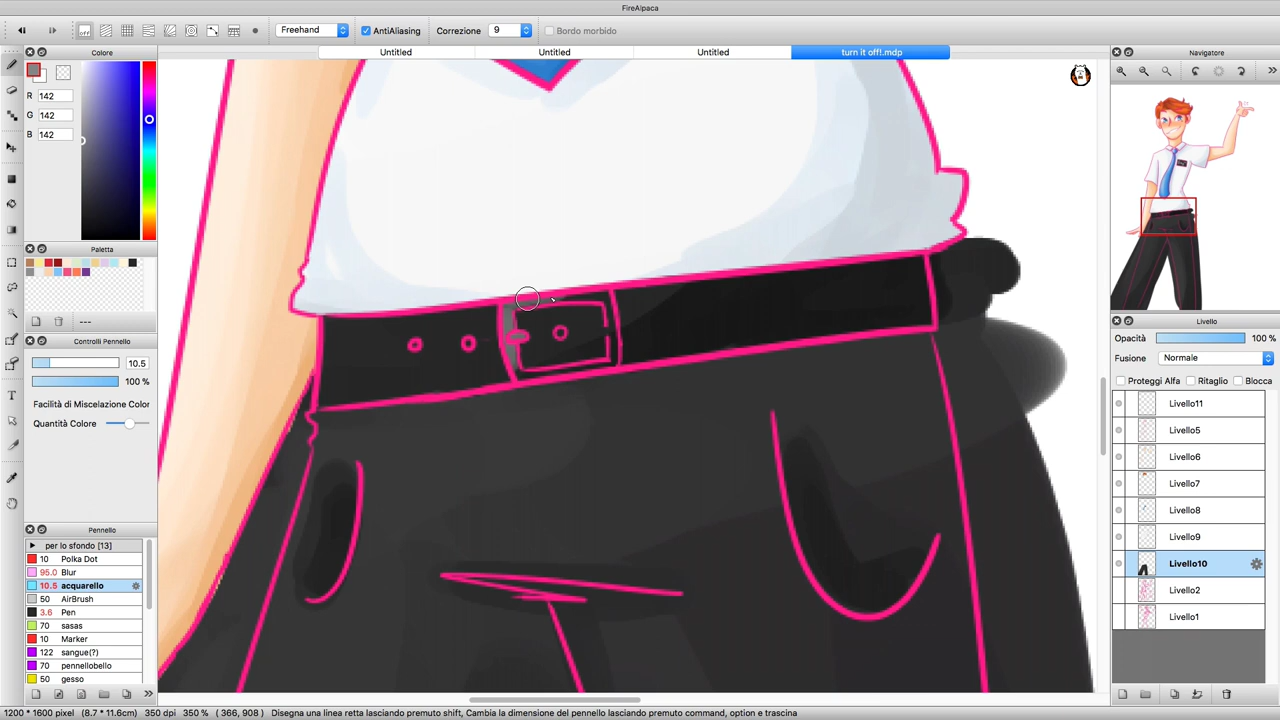 FireAlpaca
off
Freehand
AntiAliasing
Correzione
9
Bordo morbido
Colore
Untitled
Untitled
Untitled
turn it off!.mdp
Navigatore
R
142
G
142
B
142
Paletta
---
Controlli Pennello
10.5
100 %
Facilità di Miscelazione Color
Quantità Colore
Livello
Opacità
100 %
Fusione
Normale
Proteggi Alfa
Ritaglio
Blocca
Livello11
Livello5
Livello6
Livello7
Livello8
Livello9
Livello10
Livello2
Livello1
Pennello
per lo sfondo [13]
10 Polka Dot
95.0 Blur
10.5 acquarello
50 AirBrush
3.6 Pen
70 sasas
10 Marker
122 sangue(?)
70 pennellobello
50 gesso
1200 * 1600 pixel (8.7 * 11.6cm) 350 dpi 350 % ( 366, 908 ) Disegna una linea retta lasciando premuto shift, Cambia la dimensione del pennello lasciando premuto command, option e trascina